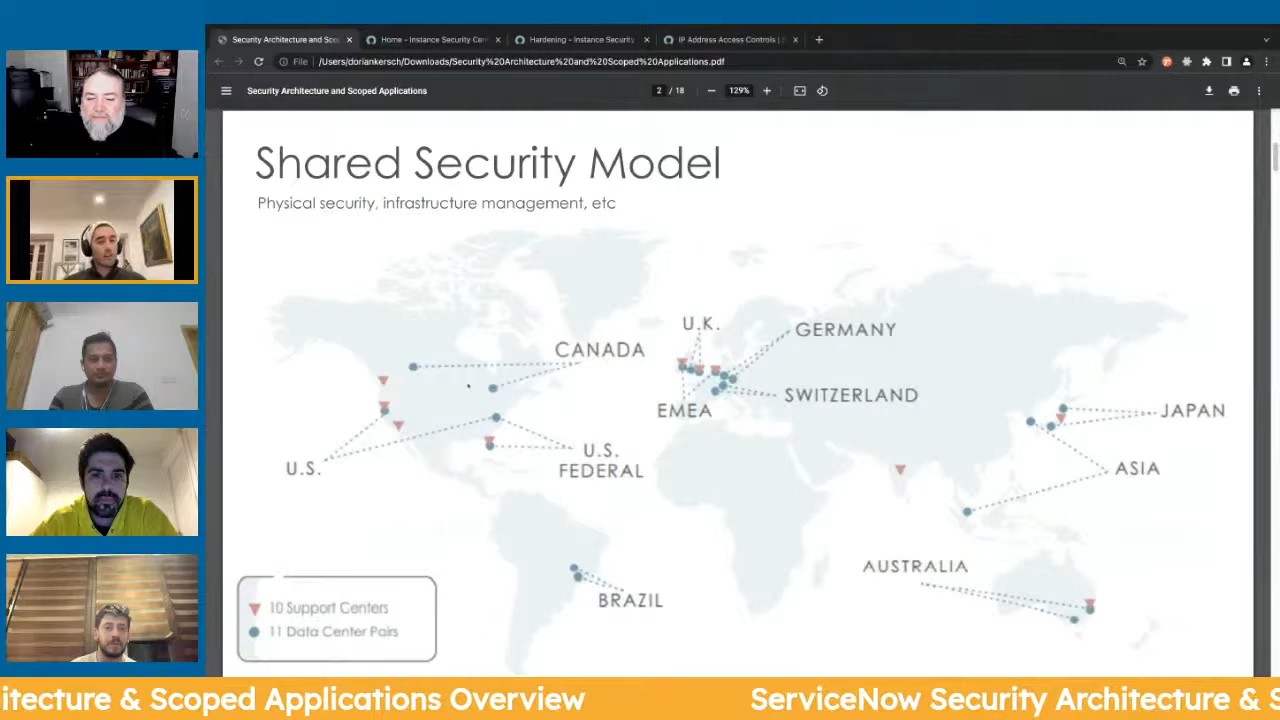 Security Architecture and Sco
Home - Instance Security Cen
Hardening - Instance Security
IP Address Access Controls |
File | /Users/doriankersch/Downloads/Security%20Architecture%20and%20Scoped%20Applications.pdf
Security Architecture and Scoped Applications
2 / 18
129%
Shared Security Model
Physical security, infrastructure management, etc
U.K.
GERMANY
CANADA
SWITZERLAND
EMEA
JAPAN
U.S.
U.S.
FEDERAL
ASIA
AUSTRALIA
BRAZIL
10 Support Centers
11 Data Center Pairs
itecture & Scoped Applications Overview
ServiceNow Security Architecture & S